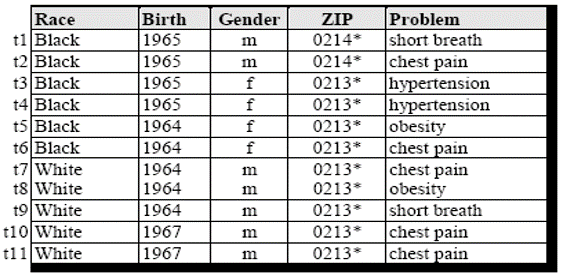 Race Birth Gender ZIP Problem
t1 Black 1965 m 0214* short breath
t2 Black 1965 m 0214* chest pain
t3 Black 1965 f 0213* hypertension
t4 Black 1965 f 0213* hypertension
t5 Black 1964 f 0213* obesity
t6 Black 1964 f 0213* chest pain
t7 White 1964 m 0213* chest pain
t8 White 1964 m 0213* obesity
t9 White 1964 m 0213* short breath
t10 White 1967 m 0213* chest pain
t11 White 1967 m 0213* chest pain